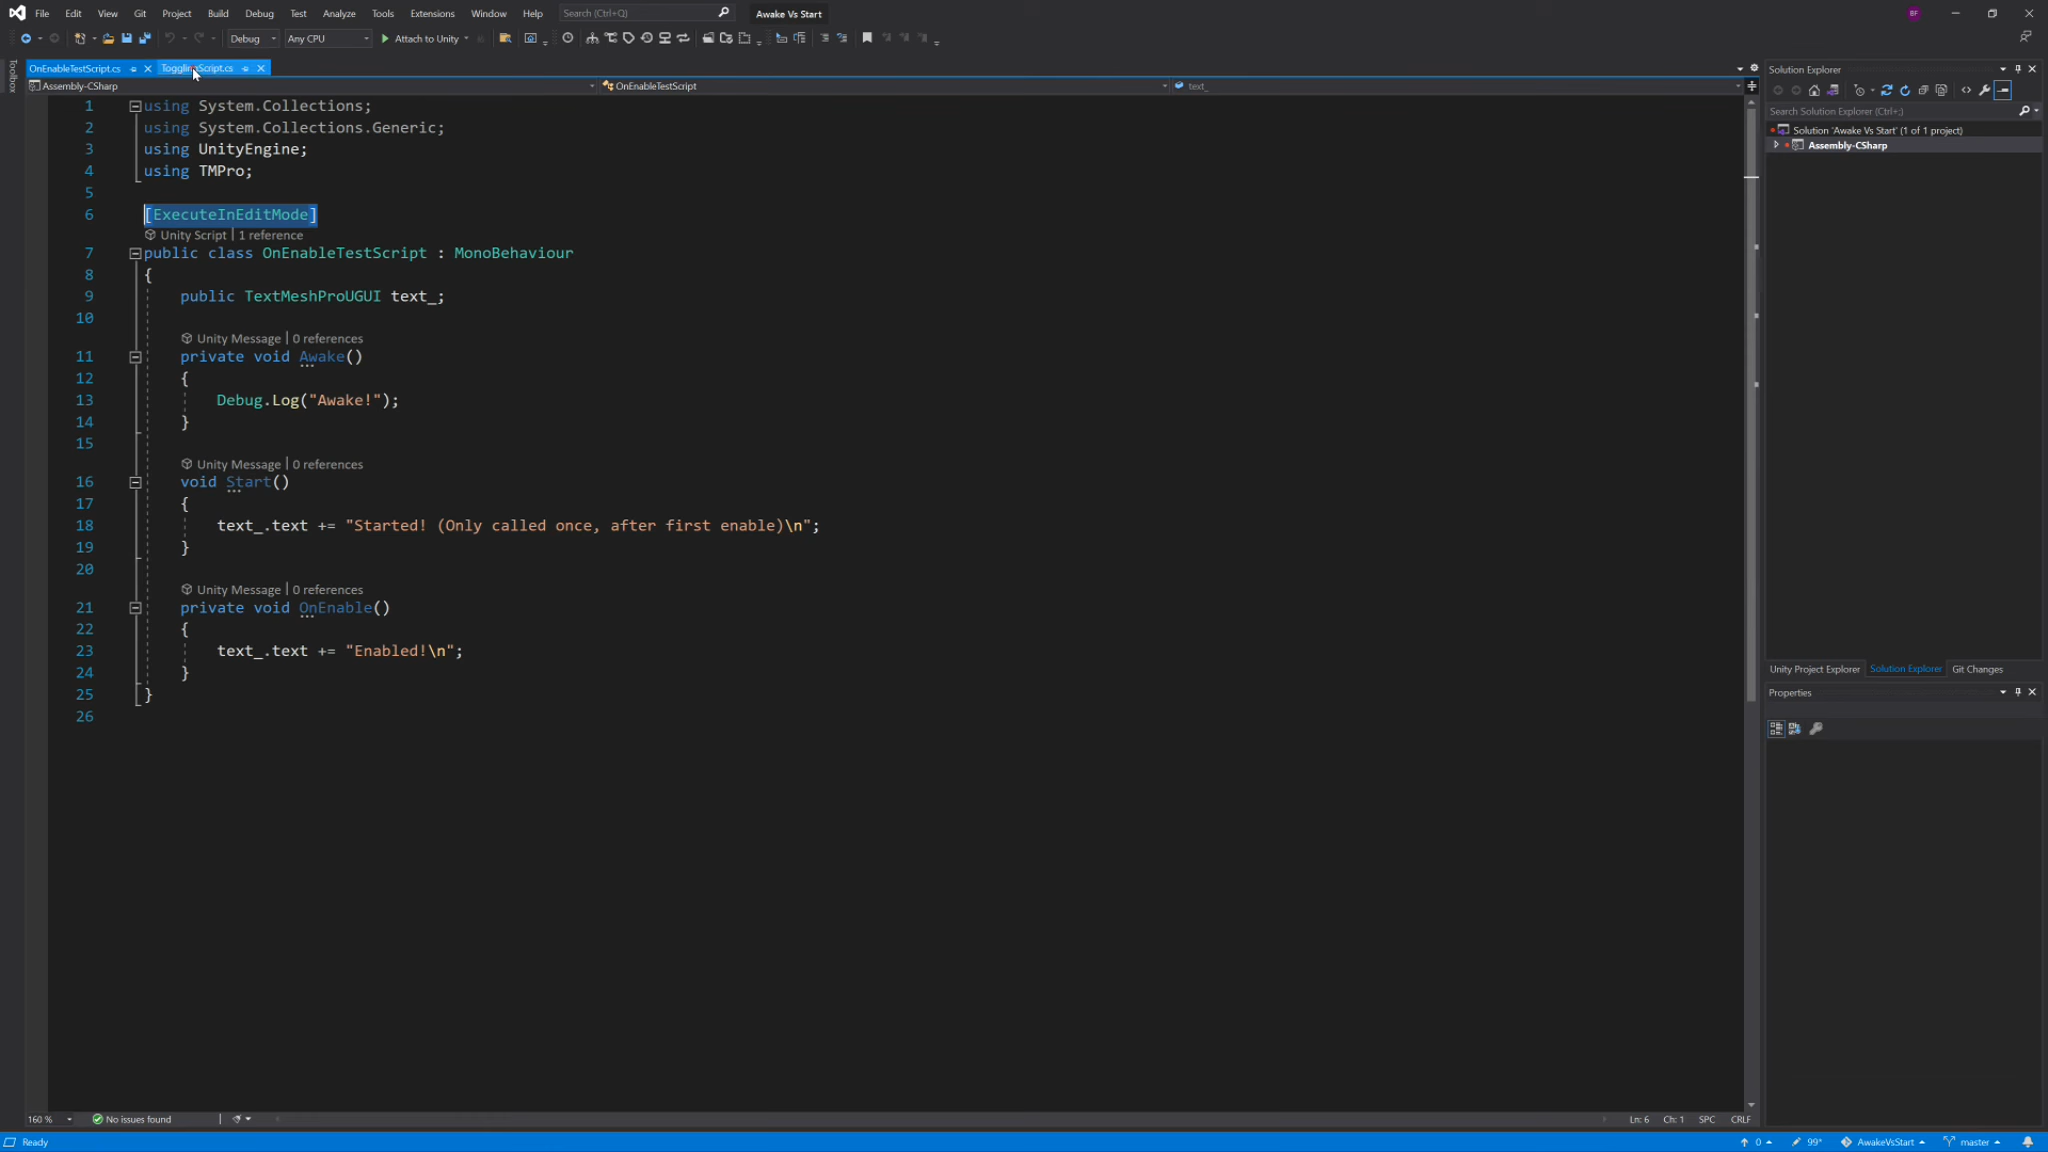 File Edit View Git Project Build Debug Test Analyze Tools Extensions Window Help Search (Ctrl+Q) Awake Vs Start BF
Debug Any CPU Attach to Unity
OnEnableTestScript.cs TogglingScript.cs
Toolbox
Assembly-CSharp OnEnableTestScript text_
1 using System.Collections;
2 using System.Collections.Generic;
3 using UnityEngine;
4 using TMPro;
5
6 [ExecuteInEditMode]
Unity Script | 1 reference
7 public class OnEnableTestScript : MonoBehaviour
8 {
9 public TextMeshProUGUI text_;
10
Unity Message | 0 references
11 private void Awake()
12 {
13 Debug.Log("Awake!");
14 }
15
Unity Message | 0 references
16 void Start()
17 {
18 text_.text += "Started! (Only called once, after first enable)\n";
19 }
20
Unity Message | 0 references
21 private void OnEnable()
22 {
23 text_.text += "Enabled!\n";
24 }
25 }
26
Solution Explorer
Search Solution Explorer (Ctrl+;)
Solution 'Awake Vs Start' (1 of 1 project)
Assembly-CSharp
Unity Project Explorer Solution Explorer Git Changes
Properties
160 % No issues found Ln: 6 Ch: 1 SPC CRLF
Ready 0 99* AwakeVsStart master